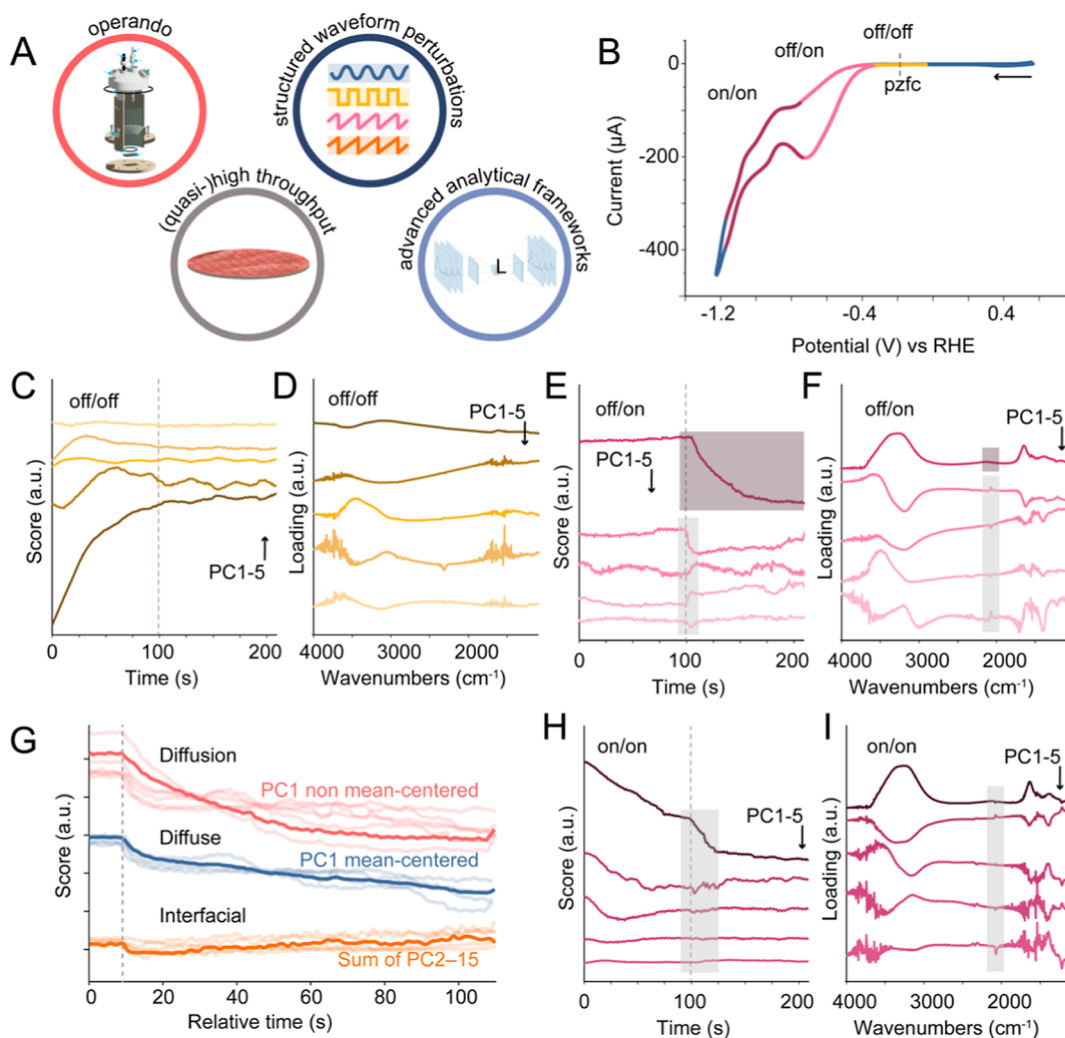 A
operando
structured waveform perturbations
(quasi-)high throughput
advanced analytical frameworks
L
B
off/off
off/on
on/on
pzfc
0
-200
-400
Current (µA)
-1.2
-0.4
0.4
Potential (V) vs RHE
C
off/off
PC1-5
Score (a.u.)
0
100
200
Time (s)
D
off/off
PC1-5
Loading (a.u.)
4000
3000
2000
Wavenumbers (cm⁻¹)
E
off/on
PC1-5
Score (a.u.)
0
100
200
Time (s)
F
off/on
PC1-5
Loading (a.u.)
4000
3000
2000
Wavenumbers (cm⁻¹)
G
Diffusion
PC1 non mean-centered
Diffuse
PC1 mean-centered
Interfacial
Sum of PC2–15
Score (a.u.)
0
20
40
60
80
100
Relative time (s)
H
on/on
PC1-5
Score (a.u.)
0
100
200
Time (s)
I
on/on
PC1-5
Loading (a.u.)
4000
3000
2000
Wavenumbers (cm⁻¹)